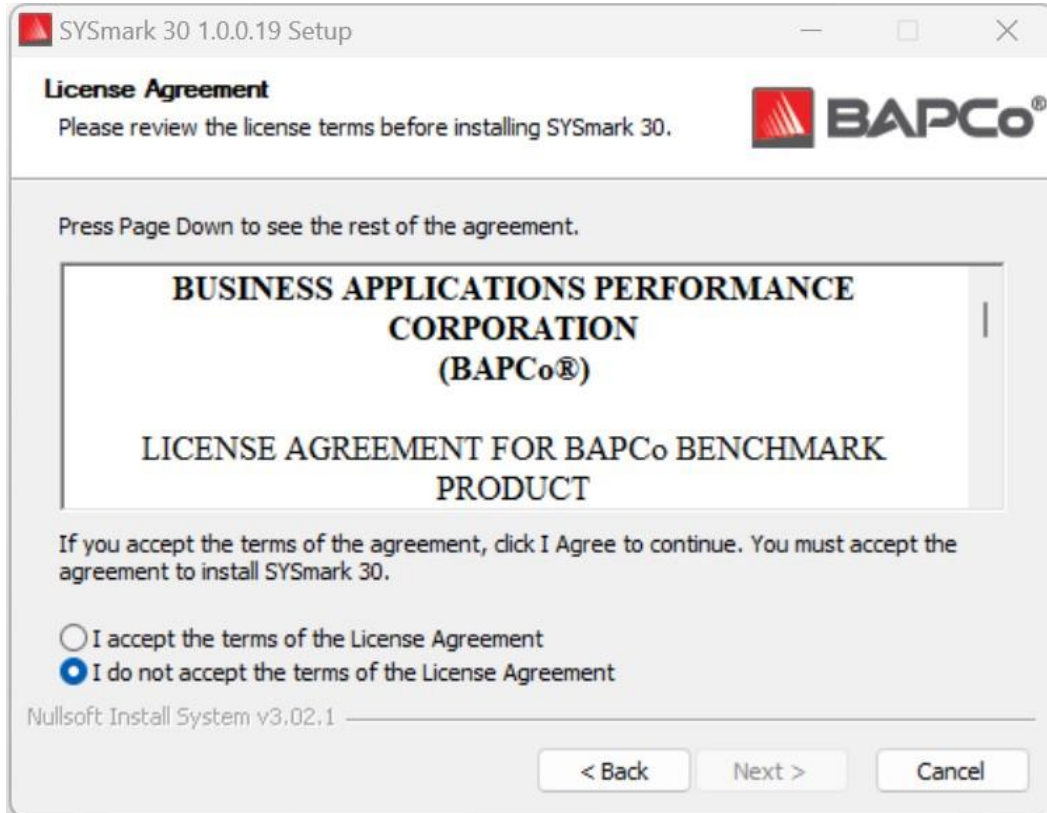 SYSmark 30 1.0.0.19 Setup
License Agreement
Please review the license terms before installing SYSmark 30.
BAPCo®
Press Page Down to see the rest of the agreement.
BUSINESS APPLICATIONS PERFORMANCE
CORPORATION
(BAPCo®)
LICENSE AGREEMENT FOR BAPCo BENCHMARK
PRODUCT
If you accept the terms of the agreement, click I Agree to continue. You must accept the
agreement to install SYSmark 30.
I accept the terms of the License Agreement
I do not accept the terms of the License Agreement
Nullsoft Install System v3.02.1
< Back
Next >
Cancel